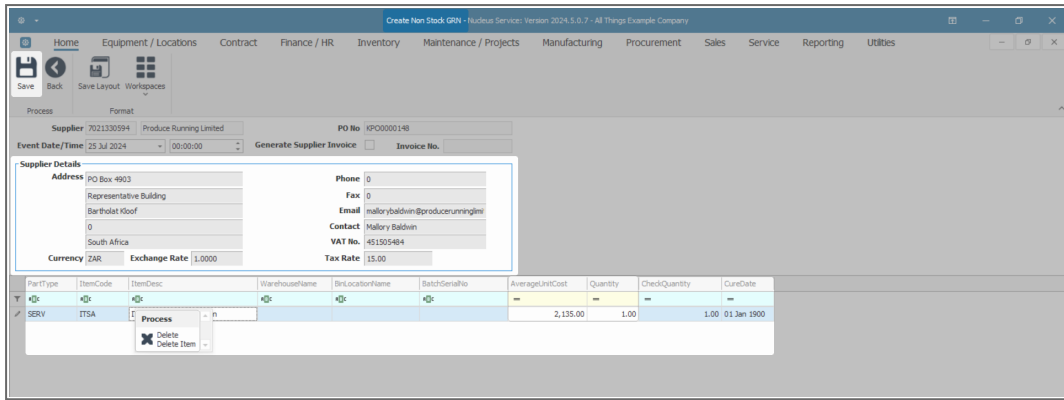 Create Non Stock GRN - Nucleus Service: Version 2024.5.0.7 - All Things Example Company
Home Equipment / Locations Contract Finance / HR Inventory Maintenance / Projects Manufacturing Procurement Sales Service Reporting Utilities
Save Back Save Layout Workspaces
Process Format
Supplier 7021330594 Produce Running Limited PO No KPO0000148
Event Date/Time 25 Jul 2024 00:00:00 Generate Supplier Invoice Invoice No.
Supplier Details
Address PO Box 4903 Phone 0
Representative Building Fax 0
Bartholat Kloof Email mallorybaldwin@producerunninglimi
0 Contact Mallory Baldwin
South Africa VAT No. 451505484
Currency ZAR Exchange Rate 1.0000 Tax Rate 15.00
PartType ItemCode ItemDesc WarehouseName BinLocationName BatchSerialNo AverageUnitCost Quantity CheckQuantity CureDate
SERV ITSA 2,135.00 1.00 1.00 01 Jan 1900
Process
Delete
Delete Item